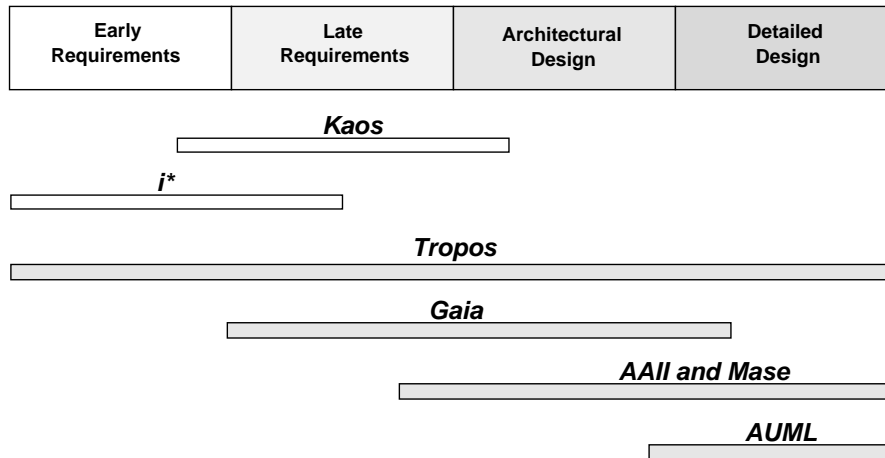 Early
Requirements
Late
Requirements
Architectural
Design
Detailed
Design
Kaos
i*
Tropos
Gaia
AAII and Mase
AUML